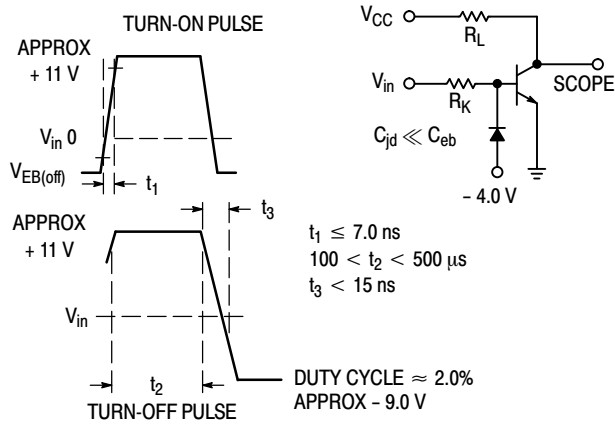 TURN-ON PULSE
APPROX
+ 11 V
V_in 0
V_EB(off)
t_1
V_CC
R_L
V_in
R_K
SCOPE
C_jd ≪ C_eb
– 4.0 V
APPROX
+ 11 V
t_3
V_in
t_2
TURN-OFF PULSE
t_1 ≤ 7.0 ns
100 < t_2 < 500 μs
t_3 < 15 ns
DUTY CYCLE ≈ 2.0%
APPROX – 9.0 V